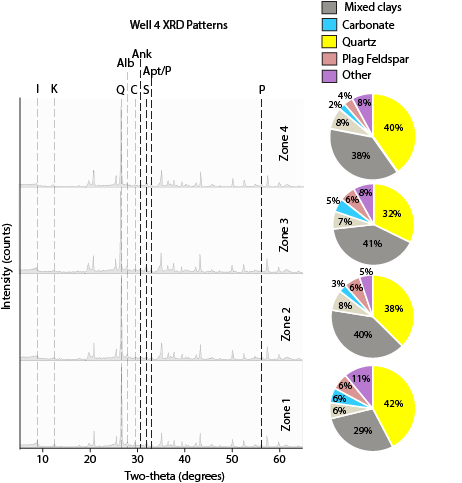 Well 4 XRD Patterns
Mixed clays
Carbonate
Quartz
Plag Feldspar
Other
Ank
Alb
Apt/P
I K Q C S P
Intensity (counts)
Zone 4
4%
8%
2%
8%
40%
38%
Zone 3
8%
6%
5%
7%
32%
41%
Zone 2
5%
6%
3%
8%
38%
40%
Zone 1
11%
6%
6%
6%
42%
29%
10 20 30 40 50 60
Two-theta (degrees)